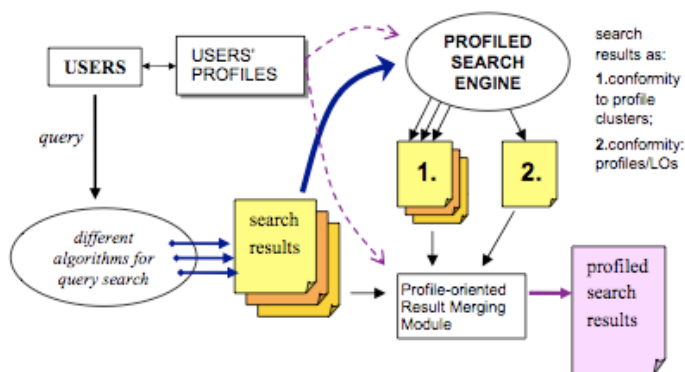 USERS
USERS'
PROFILES
PROFILED
SEARCH
ENGINE
search
results as:
1.conformity
to profile
clusters;
2.conformity:
profiles/LOs
query
different
algorithms for
query search
search
results
1.
2.
Profile-oriented
Result Merging
Module
profiled
search
results